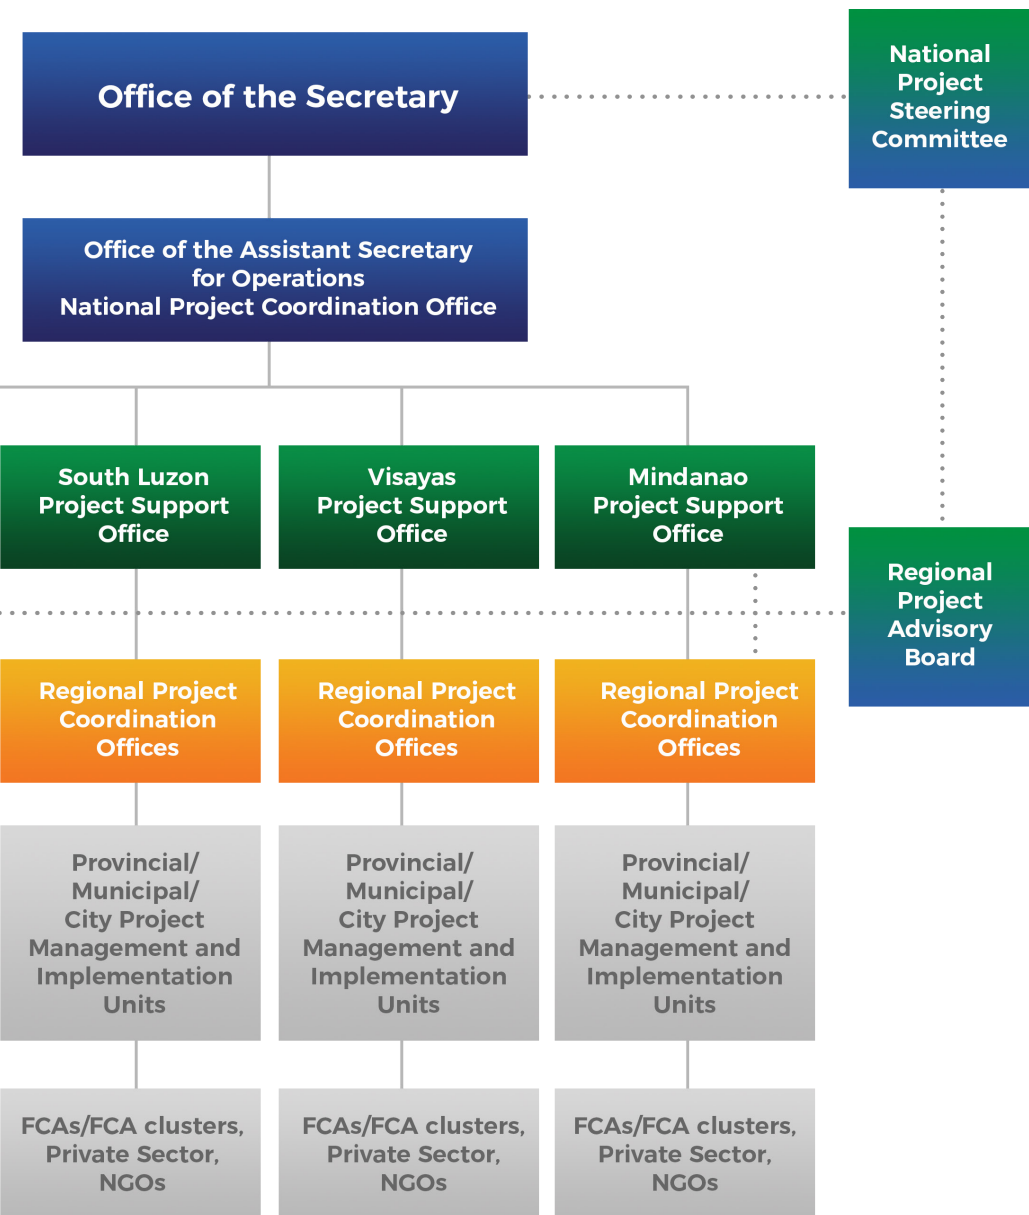 Office of the Secretary
National
Project
Steering
Committee
Office of the Assistant Secretary
for Operations
National Project Coordination Office
South Luzon
Project Support
Office
Visayas
Project Support
Office
Mindanao
Project Support
Office
Regional
Project
Advisory
Board
Regional Project
Coordination
Offices
Regional Project
Coordination
Offices
Regional Project
Coordination
Offices
Provincial/
Municipal/
City Project
Management and
Implementation
Units
Provincial/
Municipal/
City Project
Management and
Implementation
Units
Provincial/
Municipal/
City Project
Management and
Implementation
Units
FCAs/FCA clusters,
Private Sector,
NGOs
FCAs/FCA clusters,
Private Sector,
NGOs
FCAs/FCA clusters,
Private Sector,
NGOs